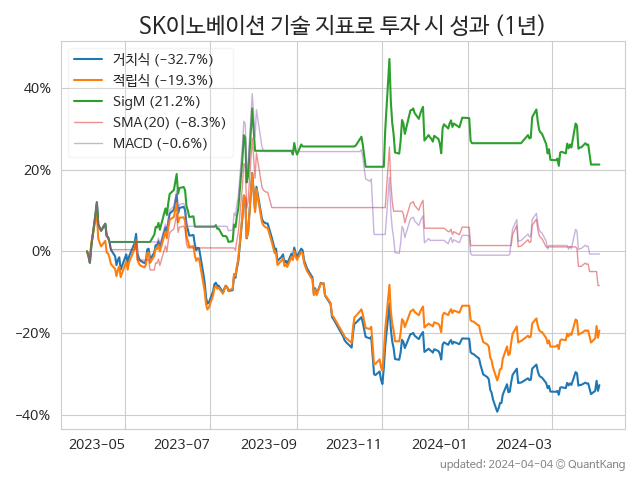 SK이노베이션 기술 지표로 투자 시 성과 (1년)
거치식 (-32.7%)
적립식 (-19.3%)
SigM (21.2%)
SMA(20) (-8.3%)
MACD (-0.6%)
40%
20%
0%
-20%
-40%
2023-05 2023-07 2023-09 2023-11 2024-01 2024-03
updated: 2024-04-04 © QuantKang